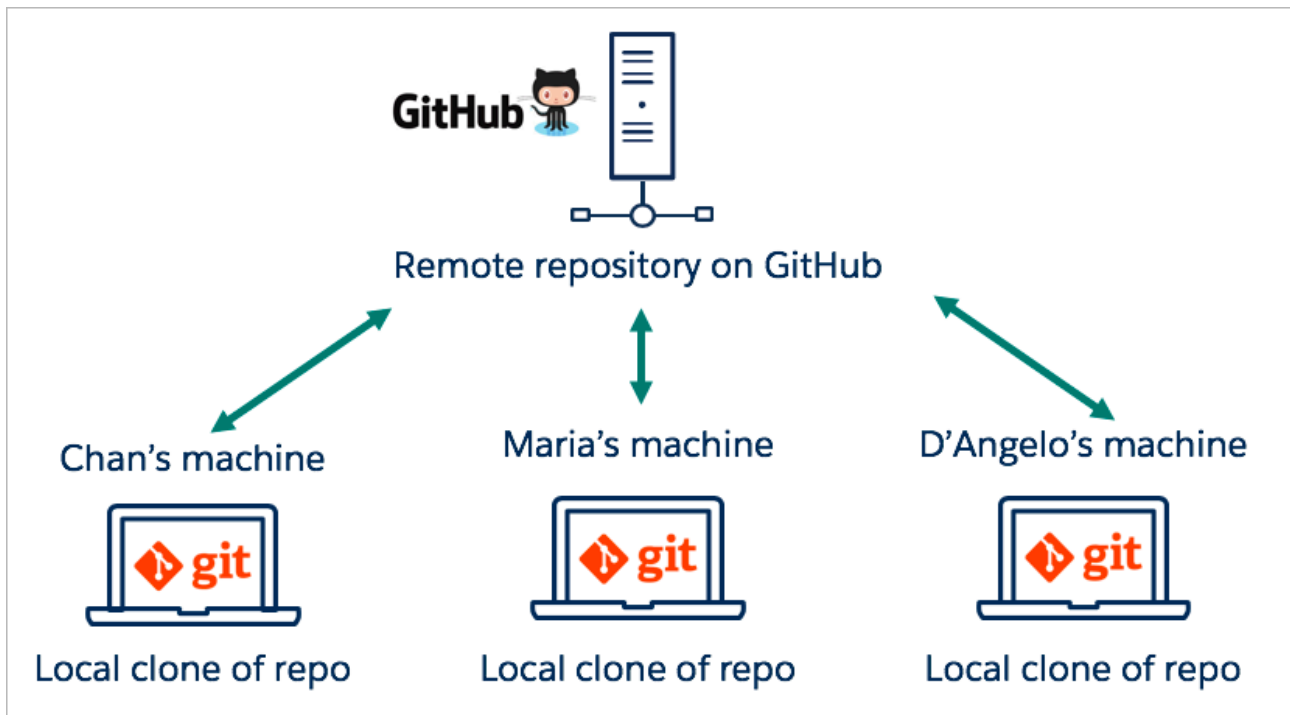 GitHub
Remote repository on GitHub
Chan's machine
Maria's machine
D'Angelo's machine
git
git
git
Local clone of repo
Local clone of repo
Local clone of repo